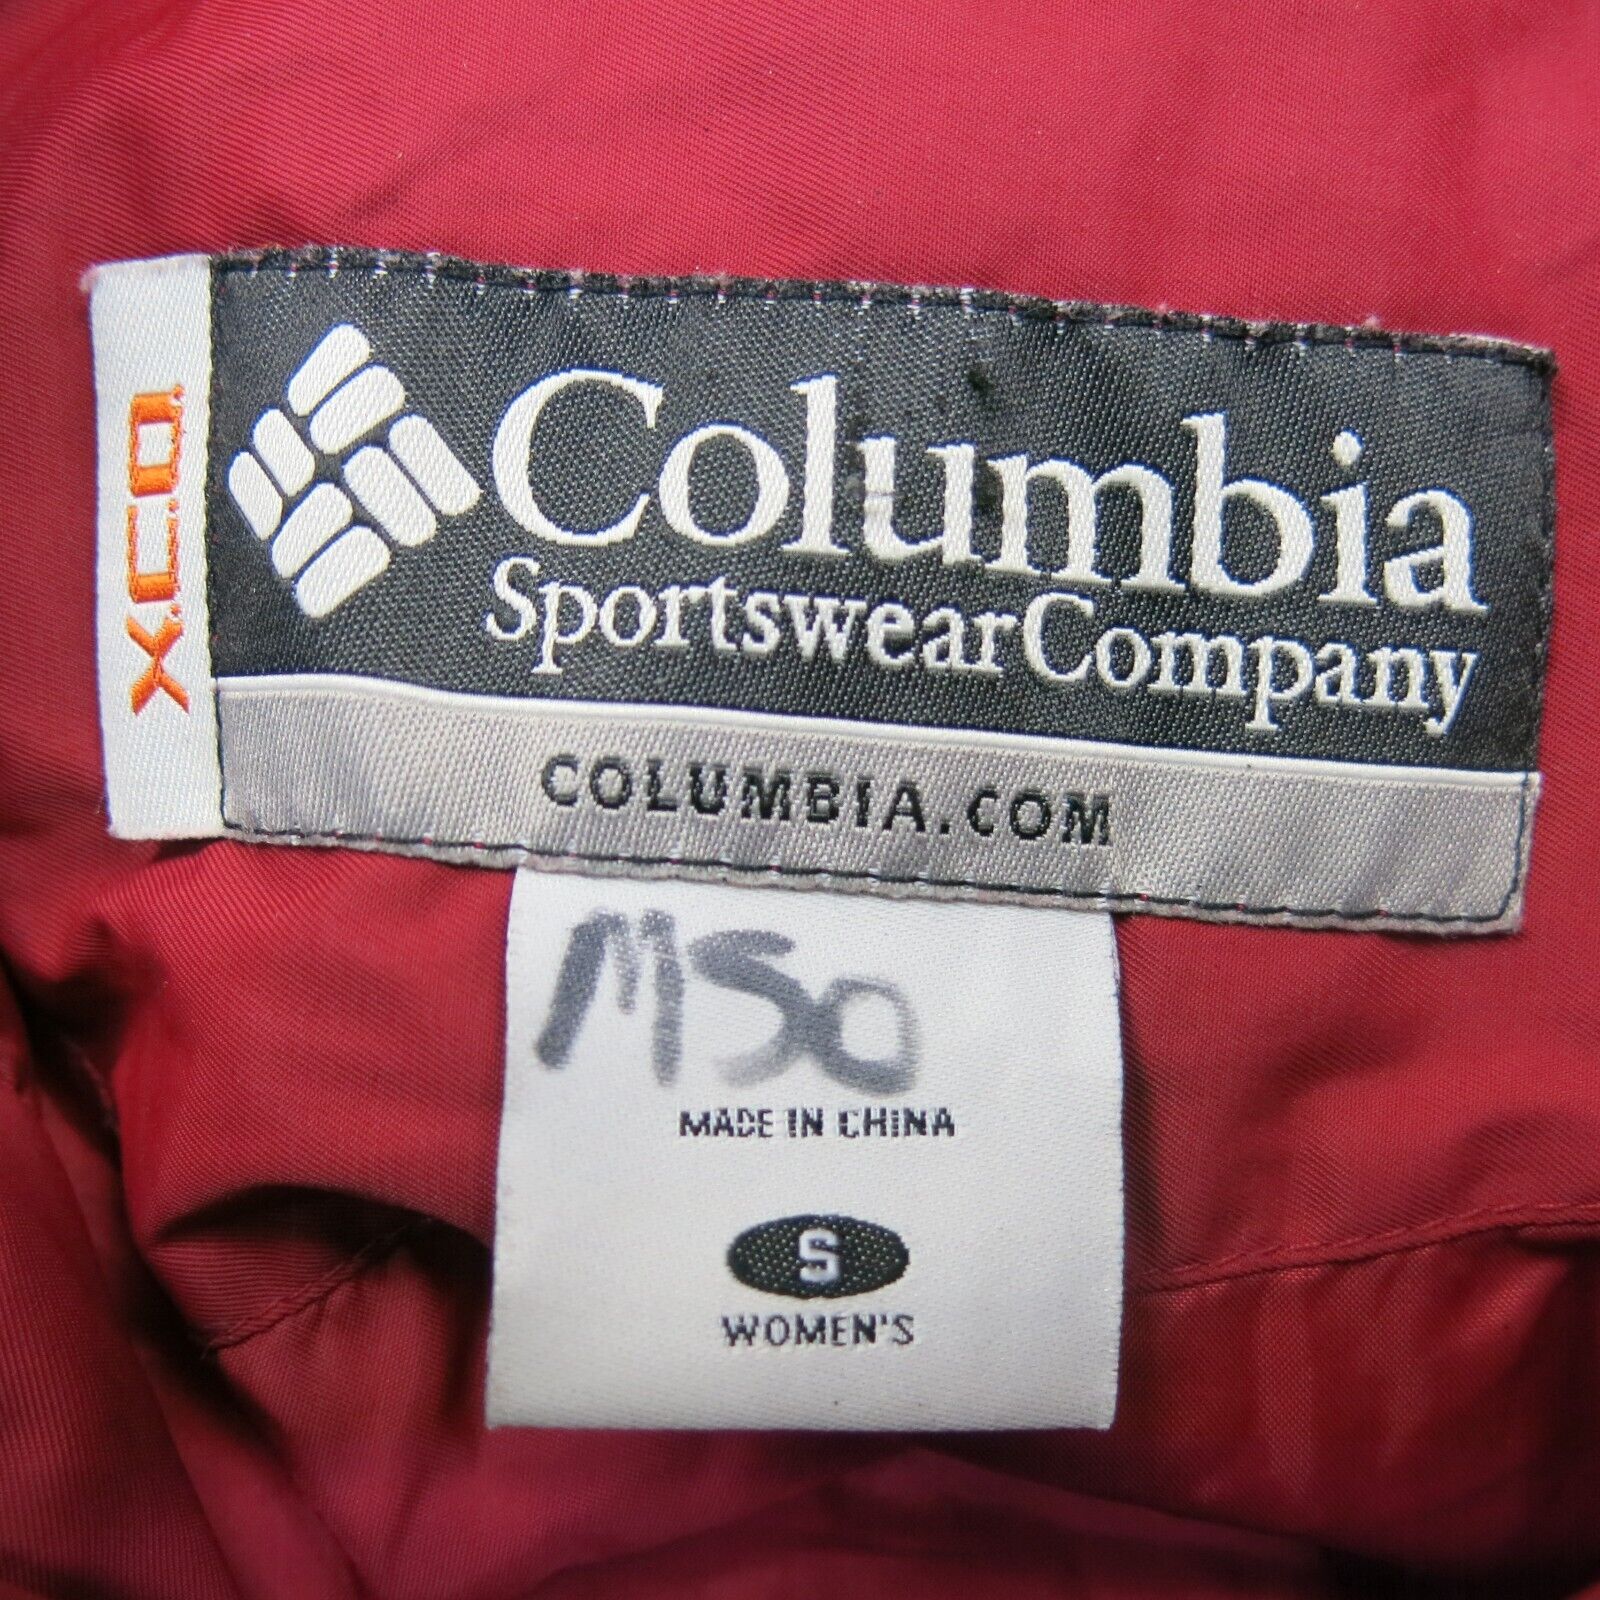 X.C.O.
Columbia
Sportswear Company
COLUMBIA.COM
MSO
MADE IN CHINA
S
WOMEN'S